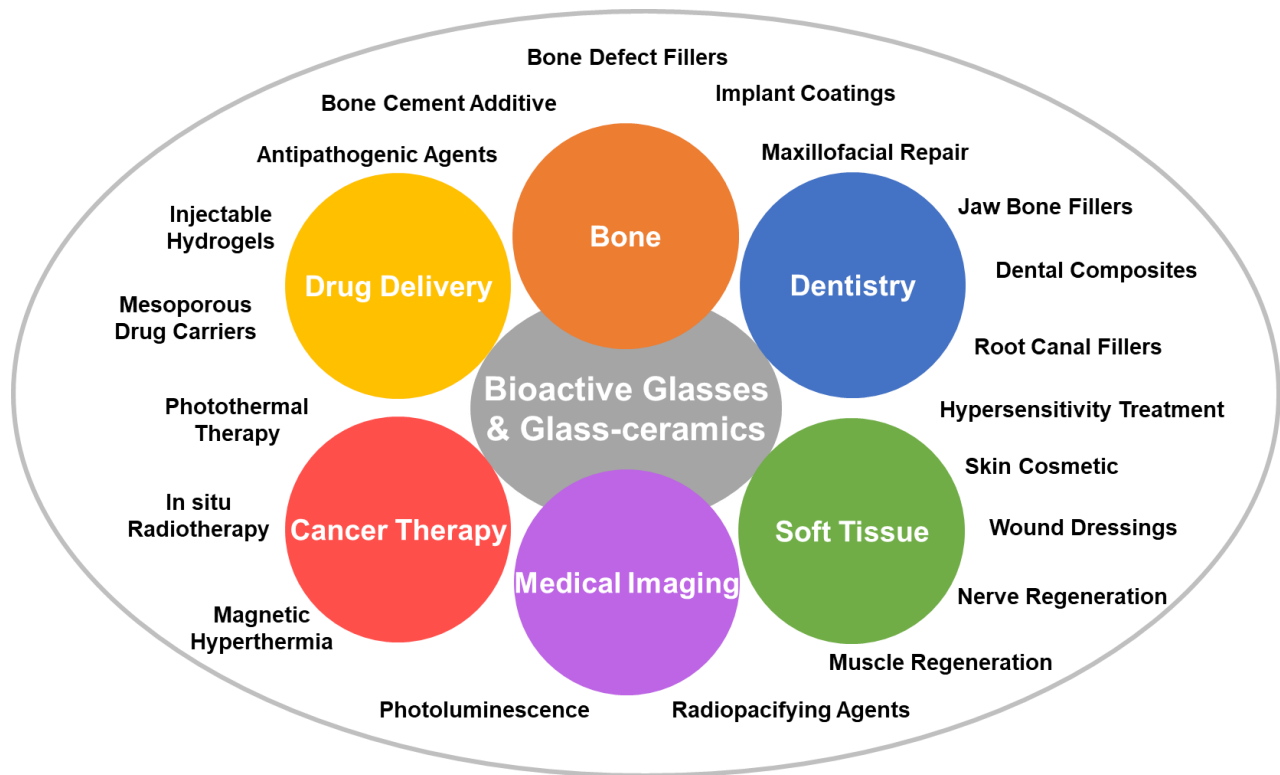 Bone Defect Fillers
Implant Coatings
Bone Cement Additive
Maxillofacial Repair
Antipathogenic Agents
Jaw Bone Fillers
Injectable
Hydrogels
Bone
Dental Composites
Drug Delivery
Dentistry
Mesoporous
Drug Carriers
Root Canal Fillers
Bioactive Glasses
& Glass-ceramics
Photothermal
Therapy
Hypersensitivity Treatment
Skin Cosmetic
In situ
Radiotherapy
Cancer Therapy
Soft Tissue
Wound Dressings
Medical Imaging
Nerve Regeneration
Magnetic
Hyperthermia
Muscle Regeneration
Photoluminescence
Radiopacifying Agents